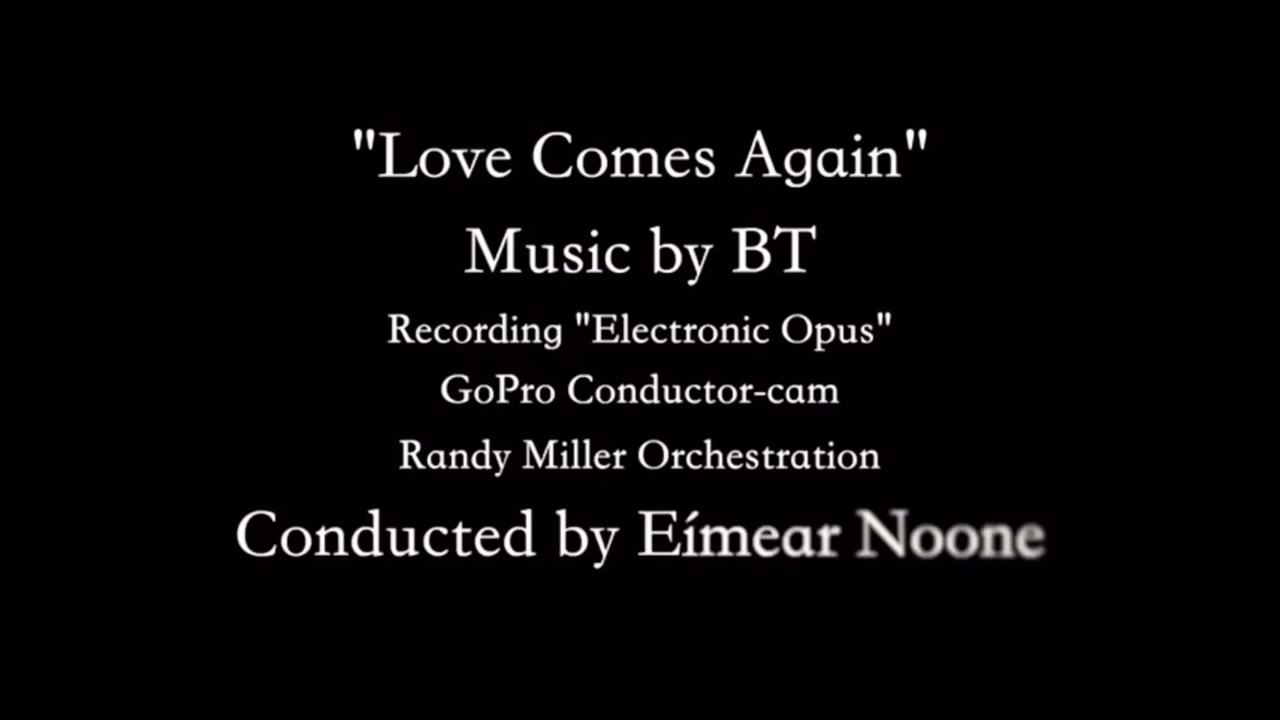 "Love Comes Again"
Music by BT
Recording "Electronic Opus"
GoPro Conductor-cam
Randy Miller Orchestration
Conducted by Eímear Noone